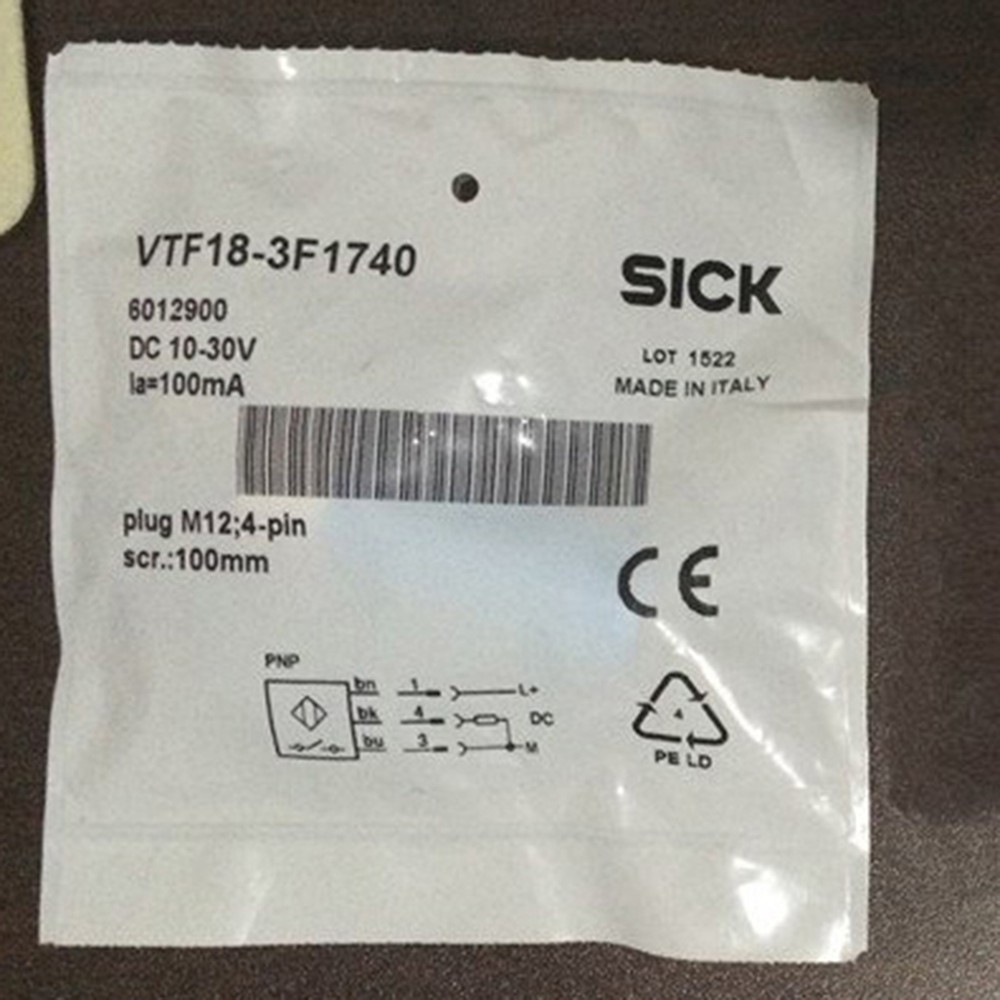 VTF18-3F1740
SICK
6012900
DC 10-30V
Ia=100mA
LOT 1522
MADE IN ITALY
plug M12;4-pin
scr.:100mm
CE
PNP
bn 1 L+
bk 4 DC
bu 3 M
4
PE LD